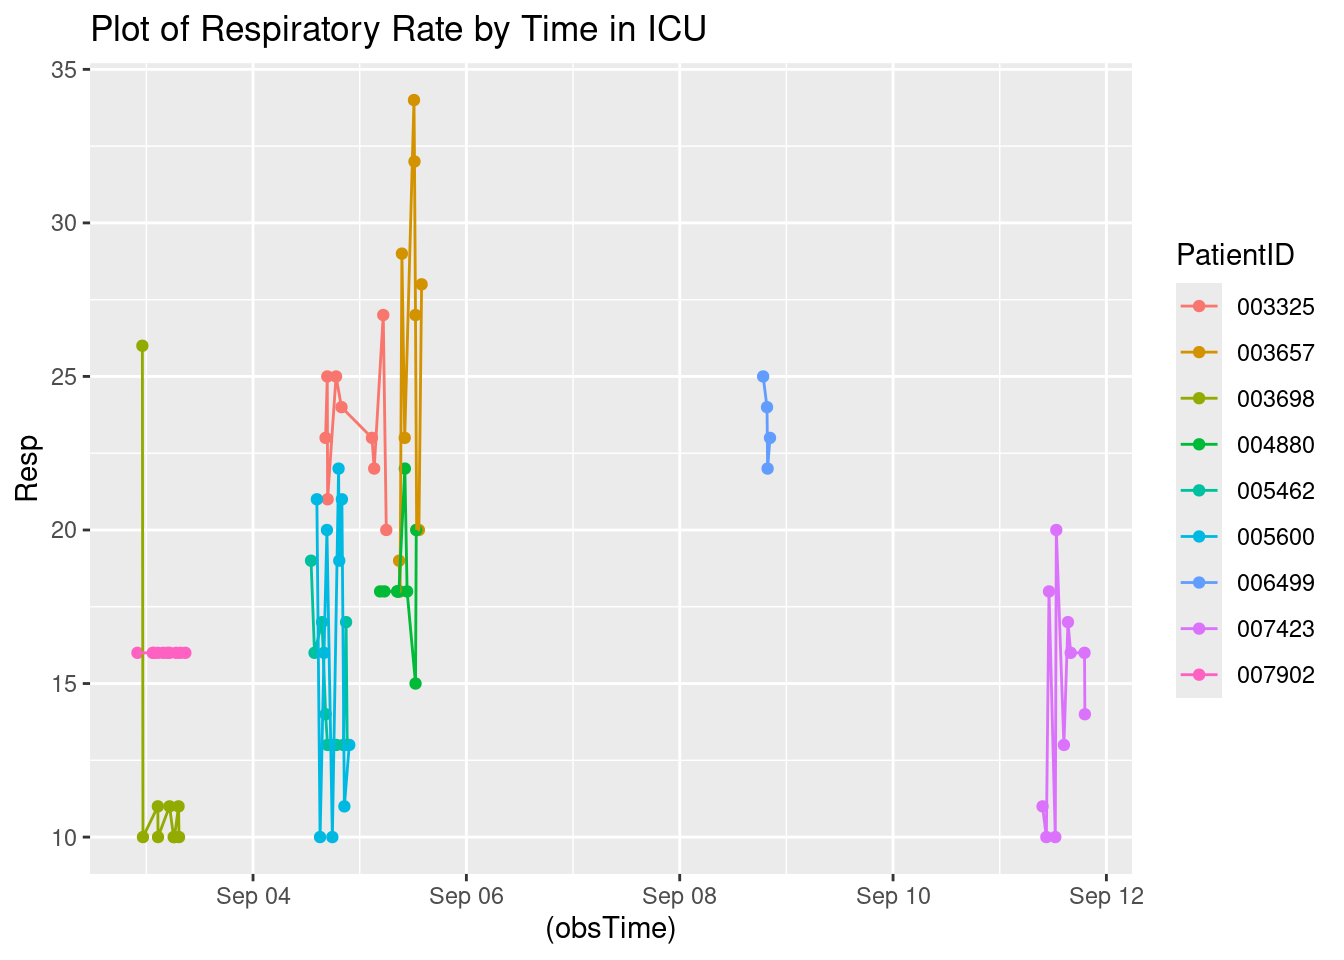 Plot of Respiratory Rate by Time in ICU
35
30
25
20
15
10
Resp
Sep 04
Sep 06
Sep 08
Sep 10
Sep 12
(obsTime)
PatientID
003325
003657
003698
004880
005462
005600
006499
007423
007902